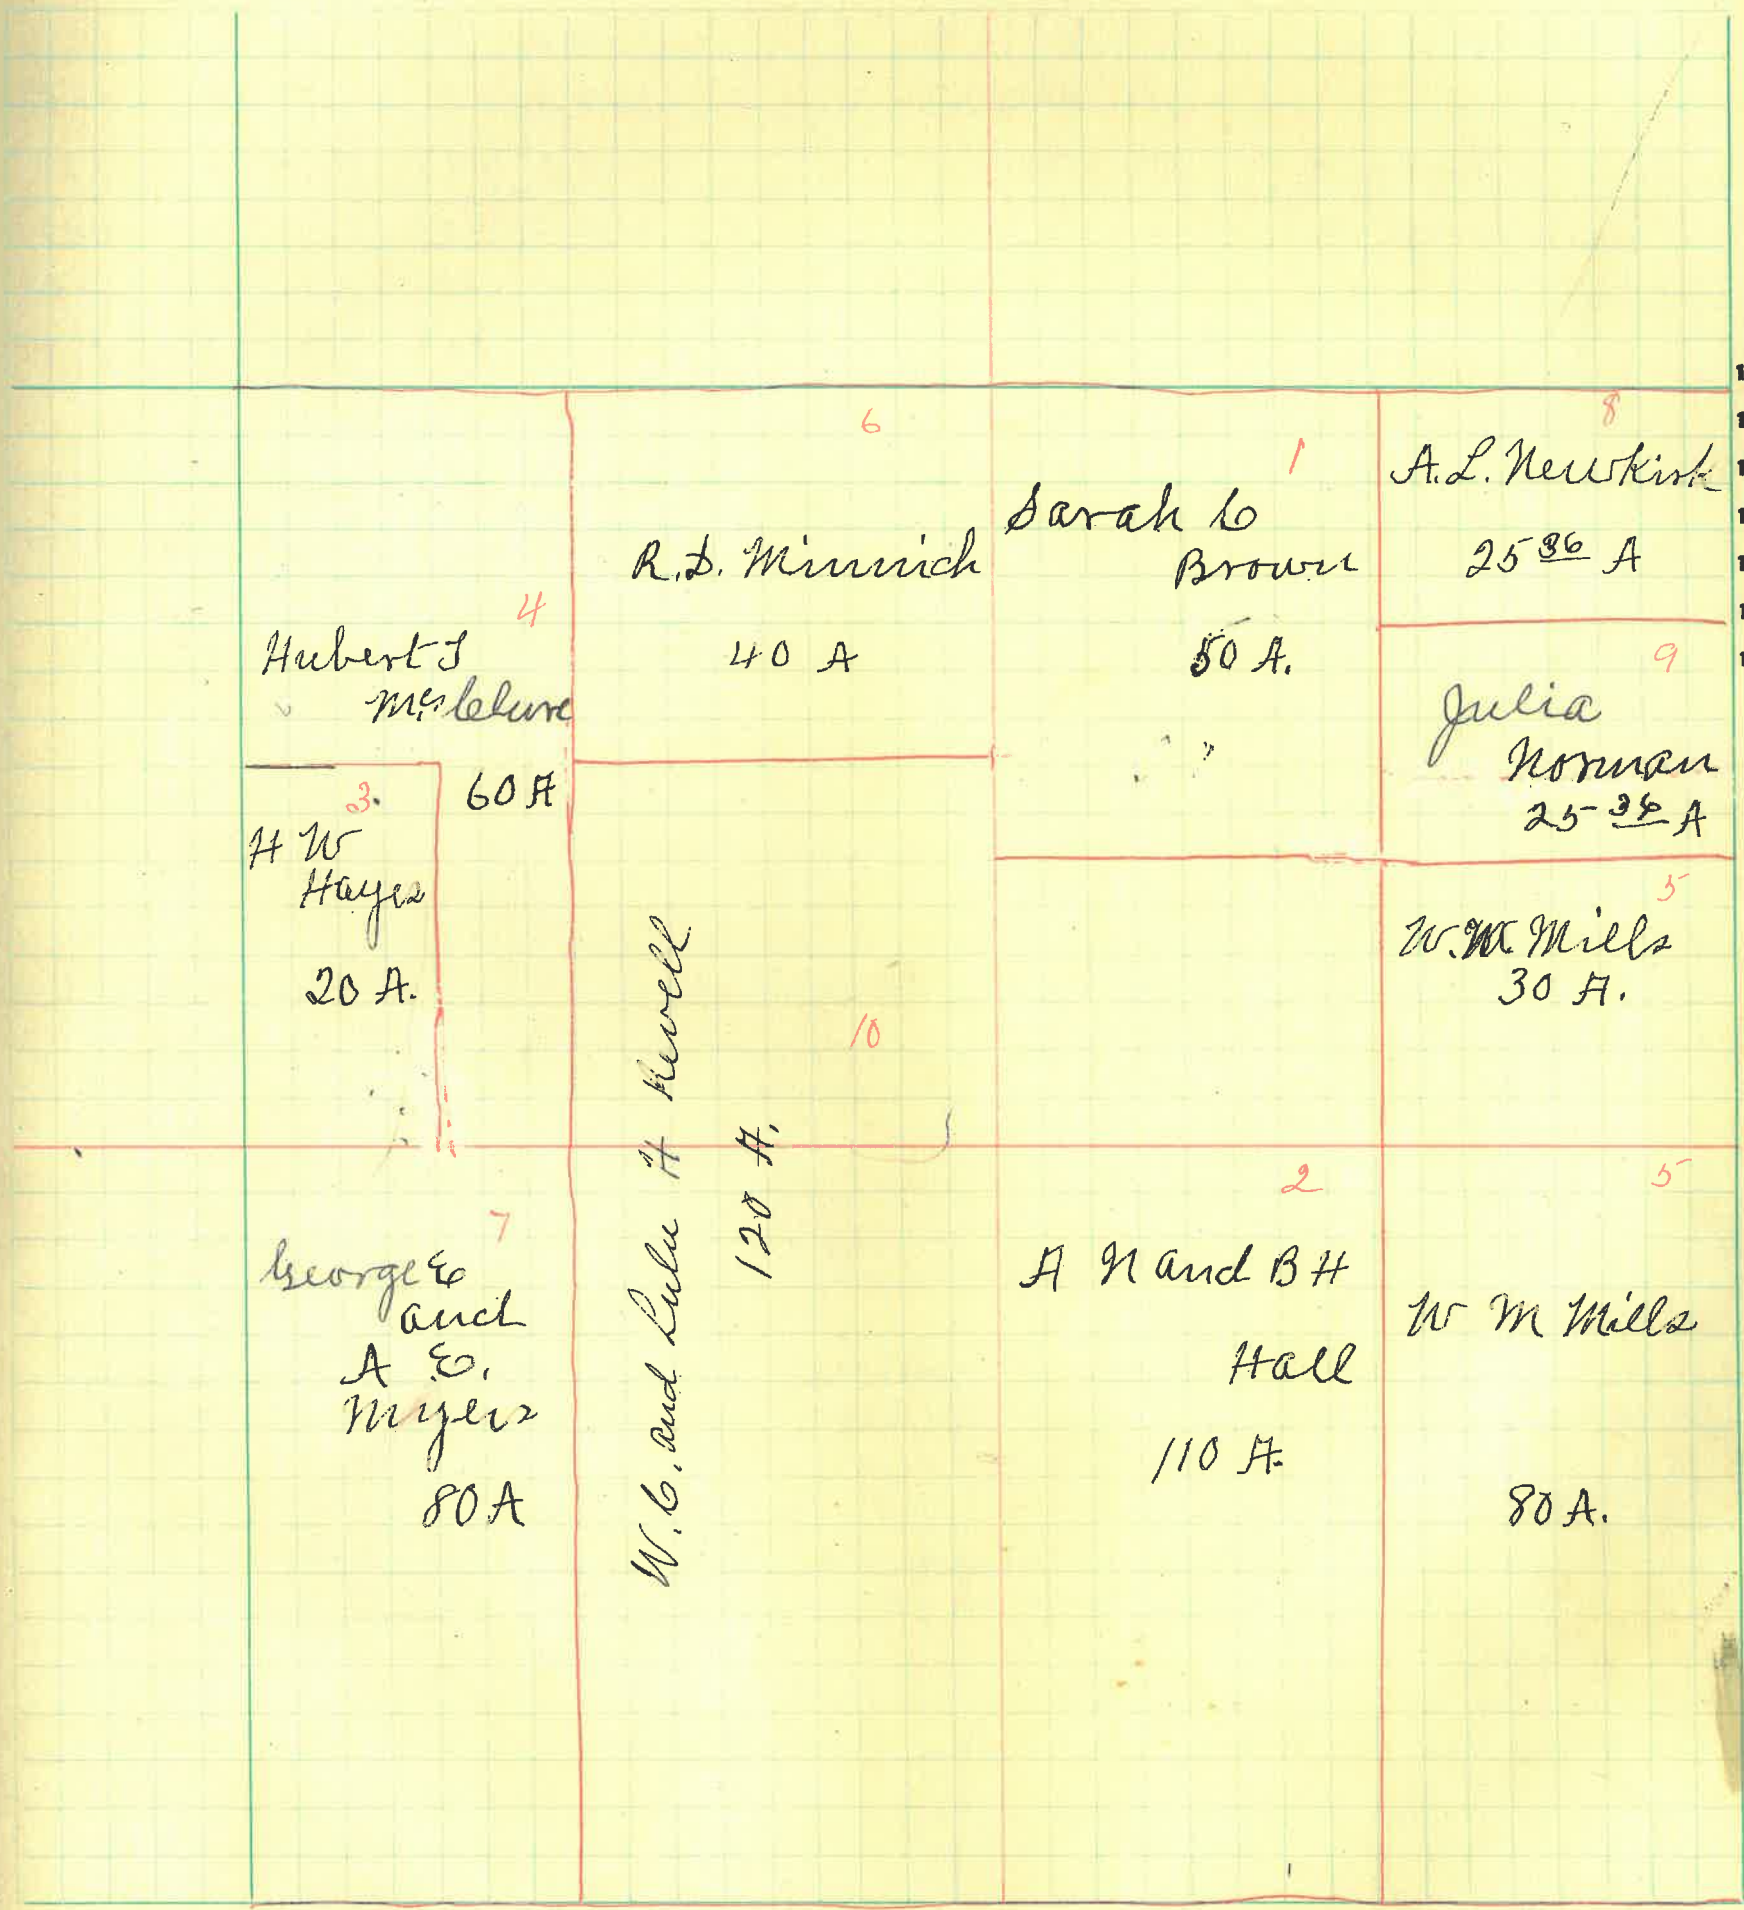 6
R.D. Minnich
40 A
1
Sarah C
Brown
50 A.
8
A.L. Newkirk
25 36 A
9
Julia
Norman
25 36 A
4
Hubert
McClure
60 A
3.
H W
Hayes
20 A.
5
W.M. Mills
30 A.
10
W.C. and Lulu H
120 A.
7
George E
and
A E.
Myers
80 A
2
A N and B H
Hall
110 A.
5
W M Mills
80 A.